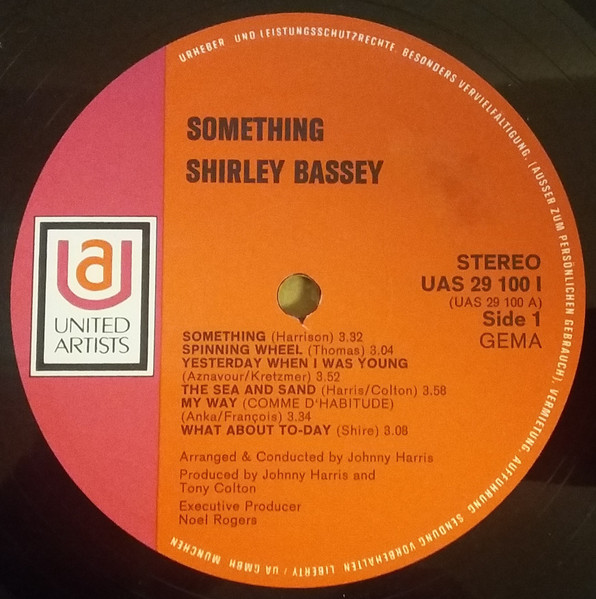 URHEBER UND LEISTUNGSSCHUTZRECHTE, BESONDERS VERVIELFÄLTIGUNG, (AUSSER ZUM PERSÖNLICHEN GEBRAUCH), VERMIETUNG, AUFFÜHRUNG, SENDUNG VORBEHALTEN LIBERTY / UA GMBH. MÜNCHEN
SOMETHING
SHIRLEY BASSEY
ua
UNITED
ARTISTS
STEREO
UAS 29 100 I
(UAS 29 100 A)
Side 1
GEMA
SOMETHING (Harrison) 3.32
SPINNING WHEEL (Thomas) 3.04
YESTERDAY WHEN I WAS YOUNG
(Aznavour/Kretzmer) 3.52
THE SEA AND SAND (Harris/Colton) 3.58
MY WAY (COMME D'HABITUDE)
(Anka/François) 3.34
WHAT ABOUT TO-DAY (Shire) 3.08
Arranged & Conducted by Johnny Harris
Produced by Johnny Harris and
Tony Colton
Executive Producer
Noel Rogers